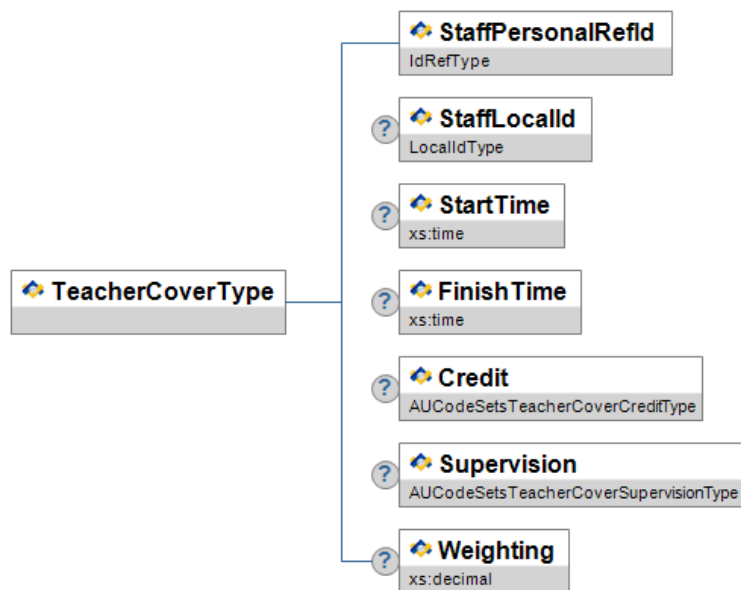 StaffPersonalRefId
IdRefType
?
StaffLocalId
LocalIdType
?
StartTime
xs:time
TeacherCoverType
?
FinishTime
xs:time
?
Credit
AUCodeSetsTeacherCoverCreditType
?
Supervision
AUCodeSetsTeacherCoverSupervisionType
?
Weighting
xs:decimal